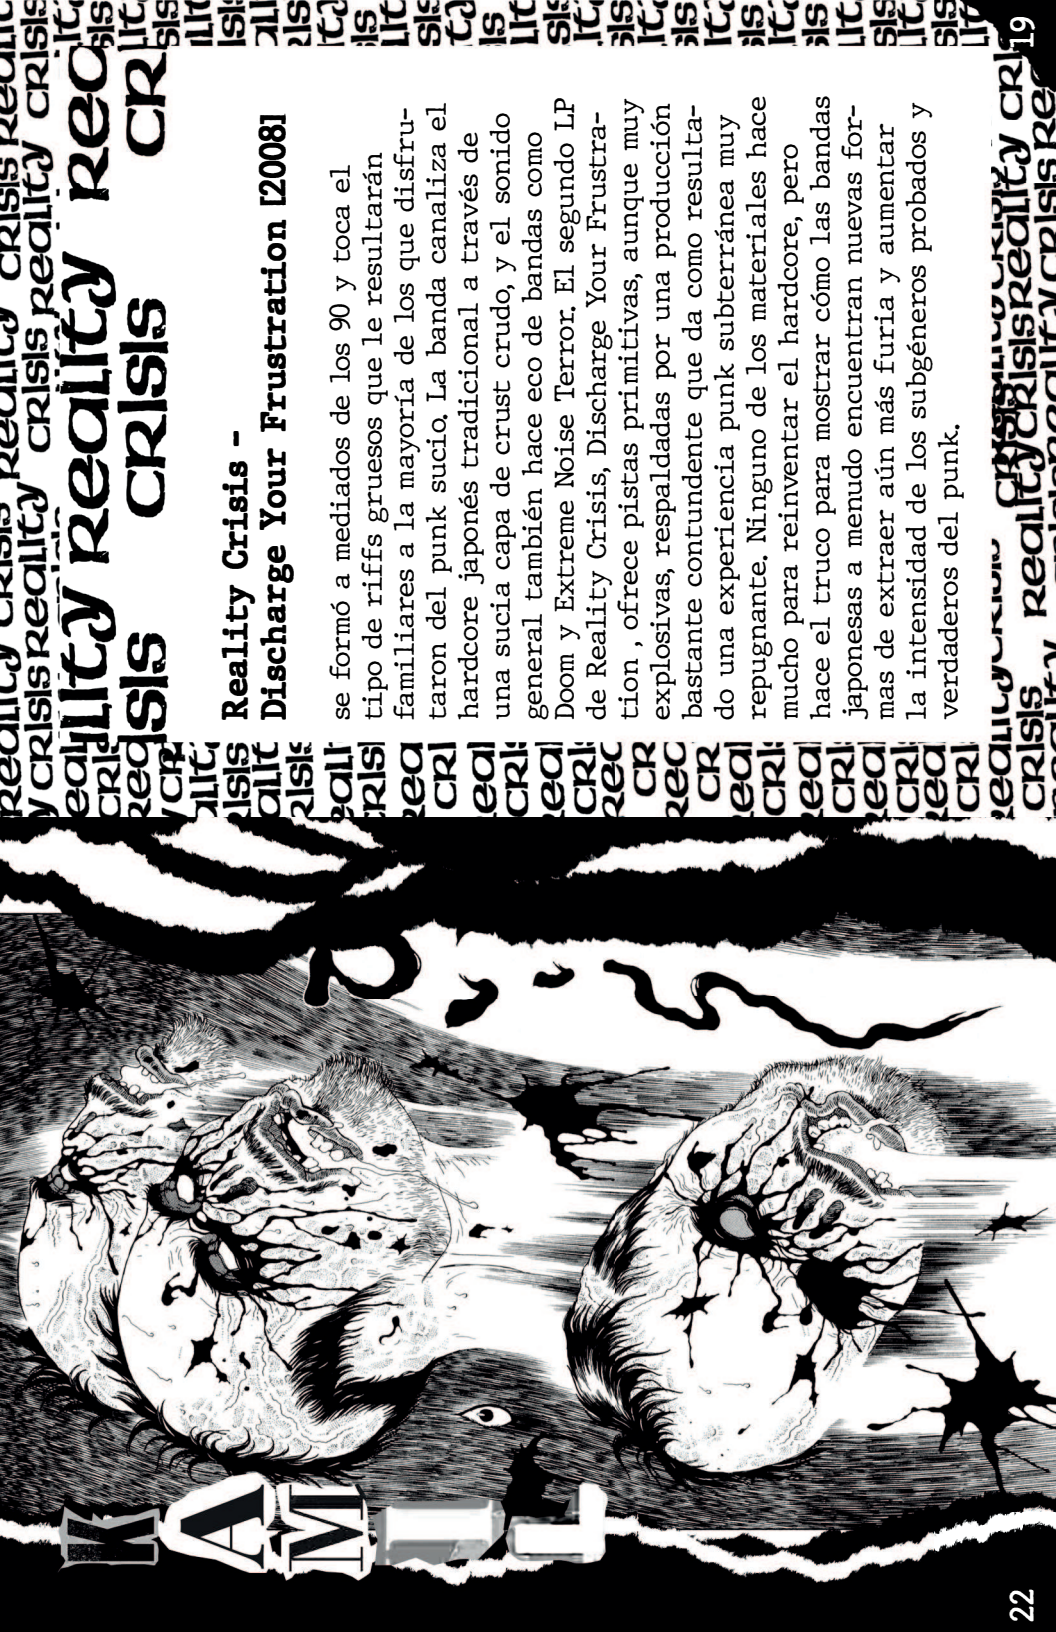 KAMIL
22
ality Reality Rea
isis crisis cri
Reality Crisis -
Discharge Your Frustration [2008]
se formó a mediados de los 90 y toca el
tipo de riffs gruesos que le resultarán
familiares a la mayoría de los que disfru-
taron del punk sucio. La banda canaliza el
hardcore japonés tradicional a través de
una sucia capa de crust crudo, y el sonido
general también hace eco de bandas como
Doom y Extreme Noise Terror. El segundo LP
de Reality Crisis, Discharge Your Frustra-
tion , ofrece pistas primitivas, aunque muy
explosivas, respaldadas por una producción
bastante contundente que da como resulta-
do una experiencia punk subterránea muy
repugnante. Ninguno de los materiales hace
mucho para reinventar el hardcore, pero
hace el truco para mostrar cómo las bandas
japonesas a menudo encuentran nuevas for-
mas de extraer aún más furia y aumentar
la intensidad de los subgéneros probados y
verdaderos del punk.
19